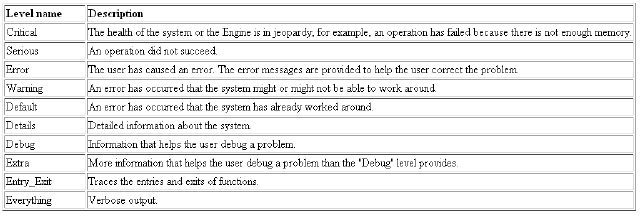 Level name Description
Critical The health of the system or the Engine is in jeopardy, for example, an operation has failed because there is not enough memory.
Serious An operation did not succeed.
Error The user has caused an error. The error messages are provided to help the user correct the problem.
Warning An error has occurred that the system might or might not be able to work around.
Default An error has occurred that the system has already worked around.
Details Detailed information about the system.
Debug Information that helps the user debug a problem.
Extra More information that helps the user debug a problem than the "Debug" level provides.
Entry_Exit Traces the entries and exits of functions.
Everything Verbose output.